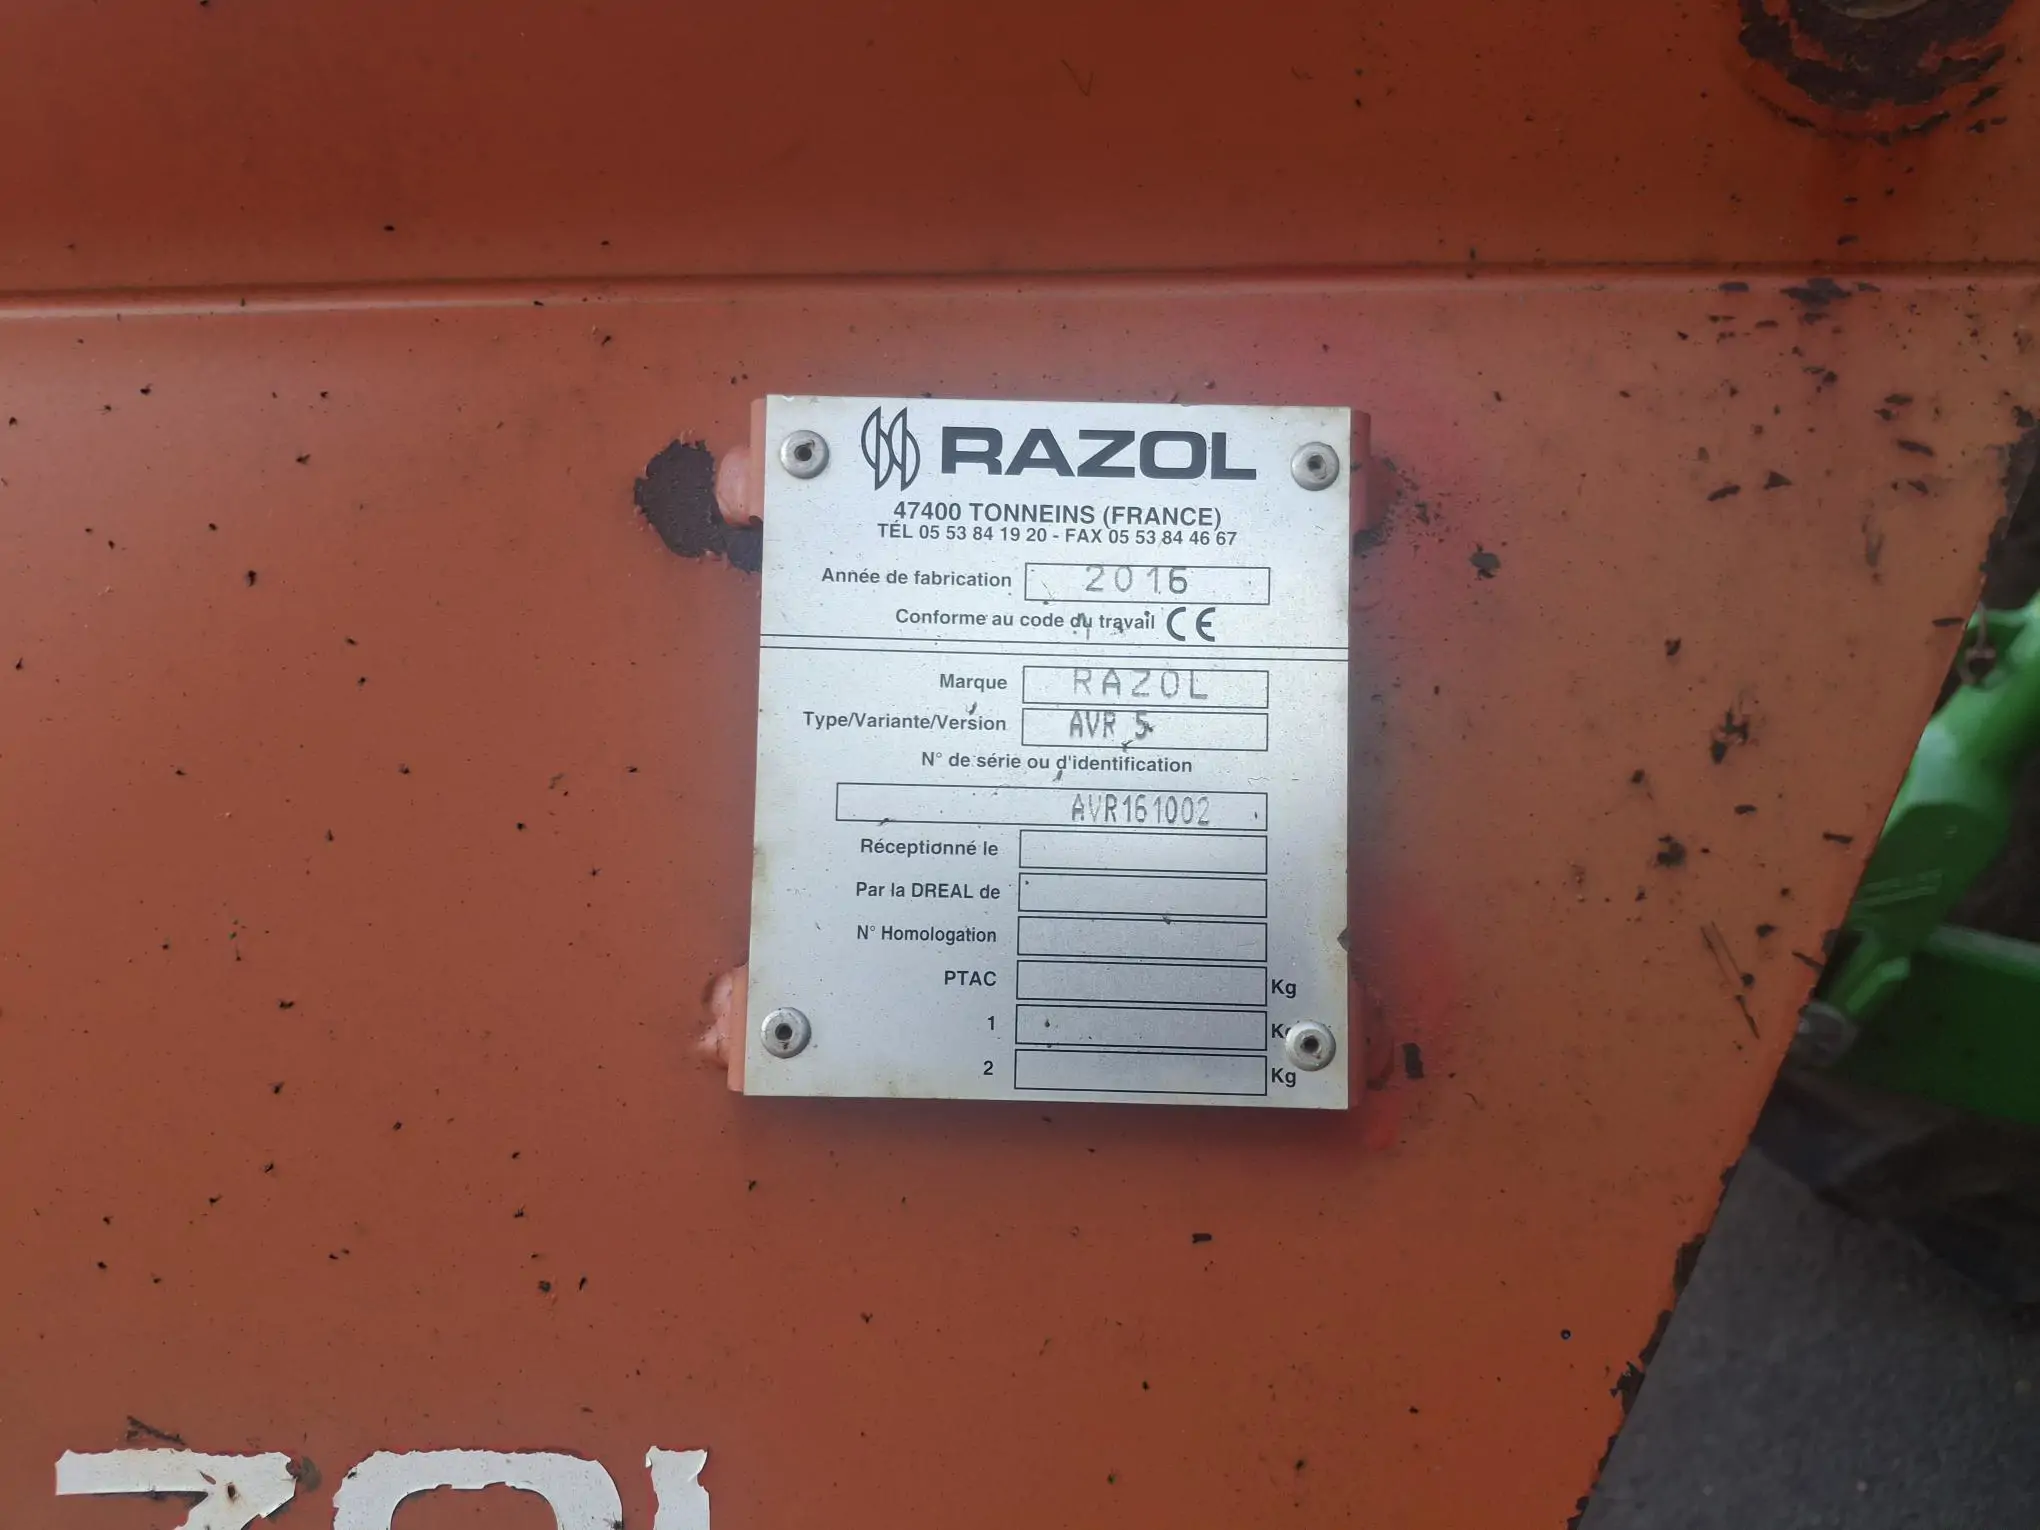 RAZOL
47400 TONNEINS (FRANCE)
TÉL 05 53 84 19 20 - FAX 05 53 84 46 67
Année de fabrication 2016
Conforme au code du travail CE
Marque RAZOL
Type/Variante/Version AVR 5
N° de série ou d'identification
AVR161002
Réceptionné le
Par la DREAL de
N° Homologation
PTAC Kg
1 Kg
2 Kg
ZOL